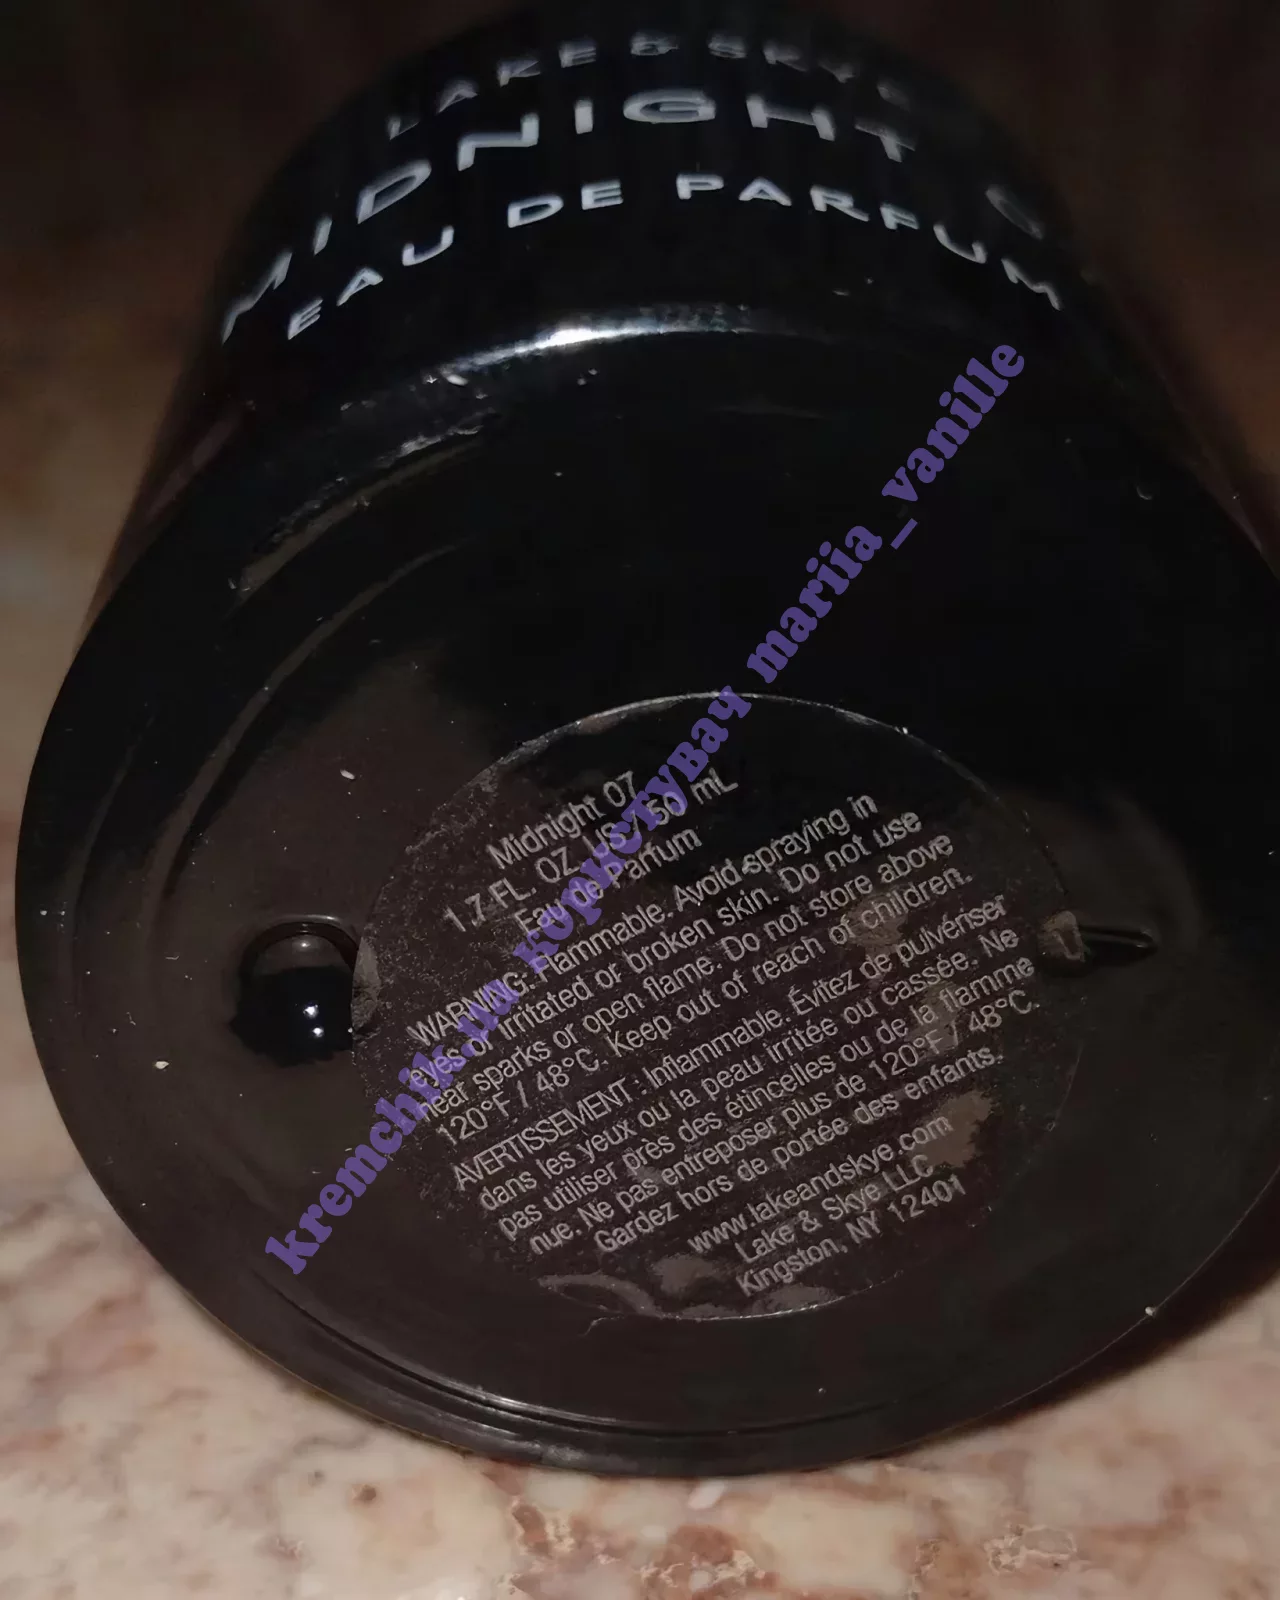 LAKE & SKYE
MIDNIGHT
EAU DE PARFUM
Midnight 07
1.7 FL. OZ. US / 50 mL
Eau de Parfum
WARNING: Flammable. Avoid spraying in
eyes or irritated or broken skin. Do not use
near sparks or open flame. Do not store above
120°F / 48°C. Keep out of reach of children.
AVERTISSEMENT : Inflammable. Évitez de pulvériser
dans les yeux ou la peau irritée ou cassée. Ne
pas utiliser près des étincelles ou de la flamme
nue. Ne pas entreposer plus de 120°F / 48°C.
Gardez hors de portée des enfants.
www.lakeandskye.com
Lake & Skye LLC
Kingston, NY 12401
kremchik.ua користувач mariia_vanille